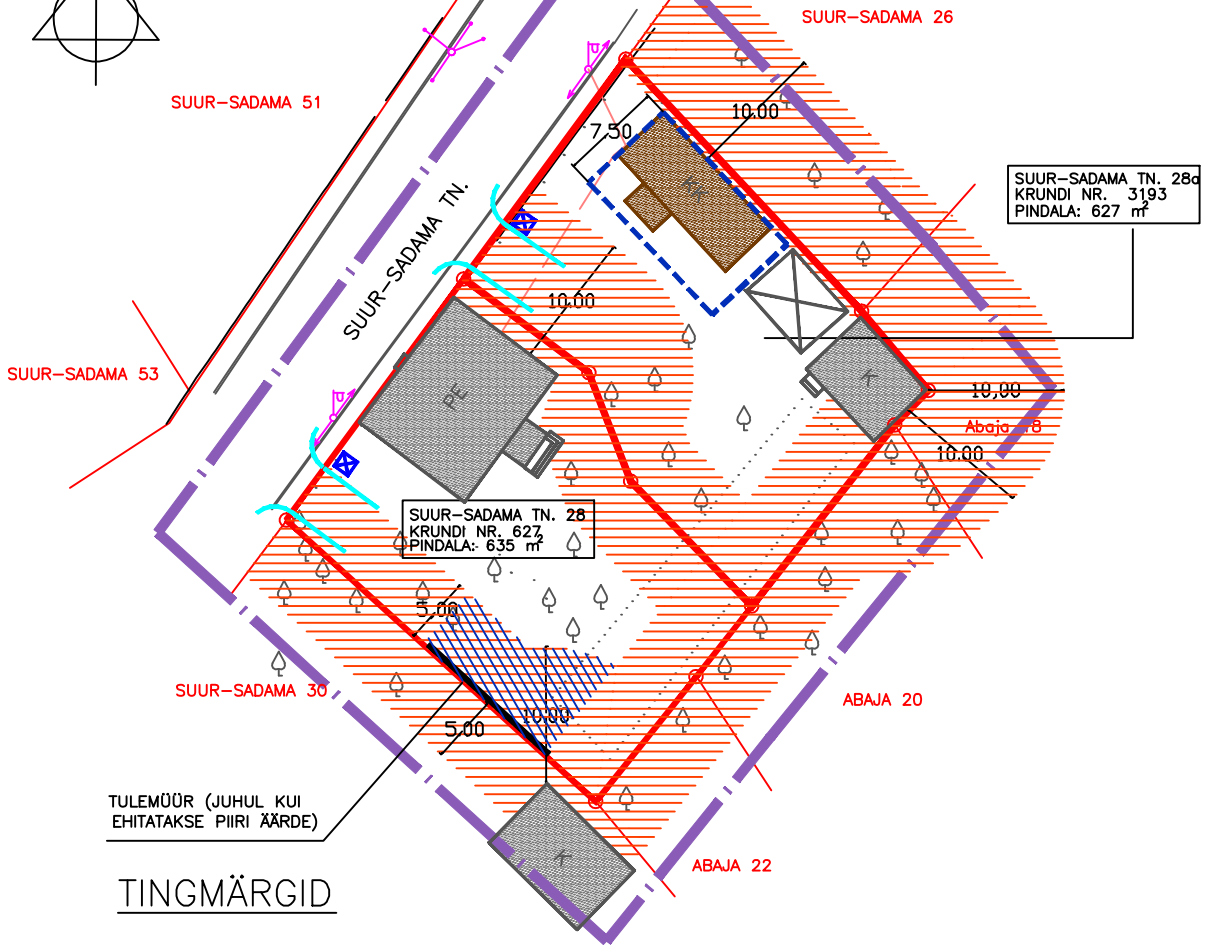 SUUR-SADAMA 26
SUUR-SADAMA 51
10.00
7.50
KK
SUUR-SADAMA TN. 28a
KRUNDI NR. 3193
PINDALA: 627 m²
SUUR-SADAMA TN.
10.00
SUUR-SADAMA 53
PE
K
10,00
Abaja 18
10.00
SUUR-SADAMA TN. 28
KRUNDI NR. 627
PINDALA: 635 m²
5.00
SUUR-SADAMA 30
ABAJA 20
10.00
5.00
TULEMÜÜR (JUHUL KUI
EHITATAKSE PIIRI ÄÄRDE)
K
ABAJA 22
TINGMÄRGID